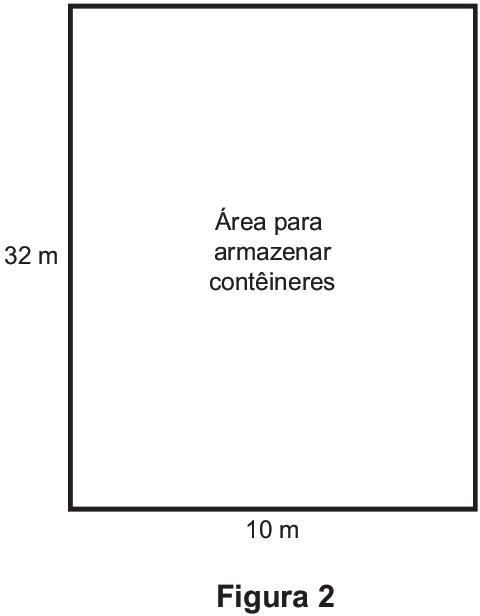 Área para
armazenar
contêineres
32 m
10 m
Figura 2